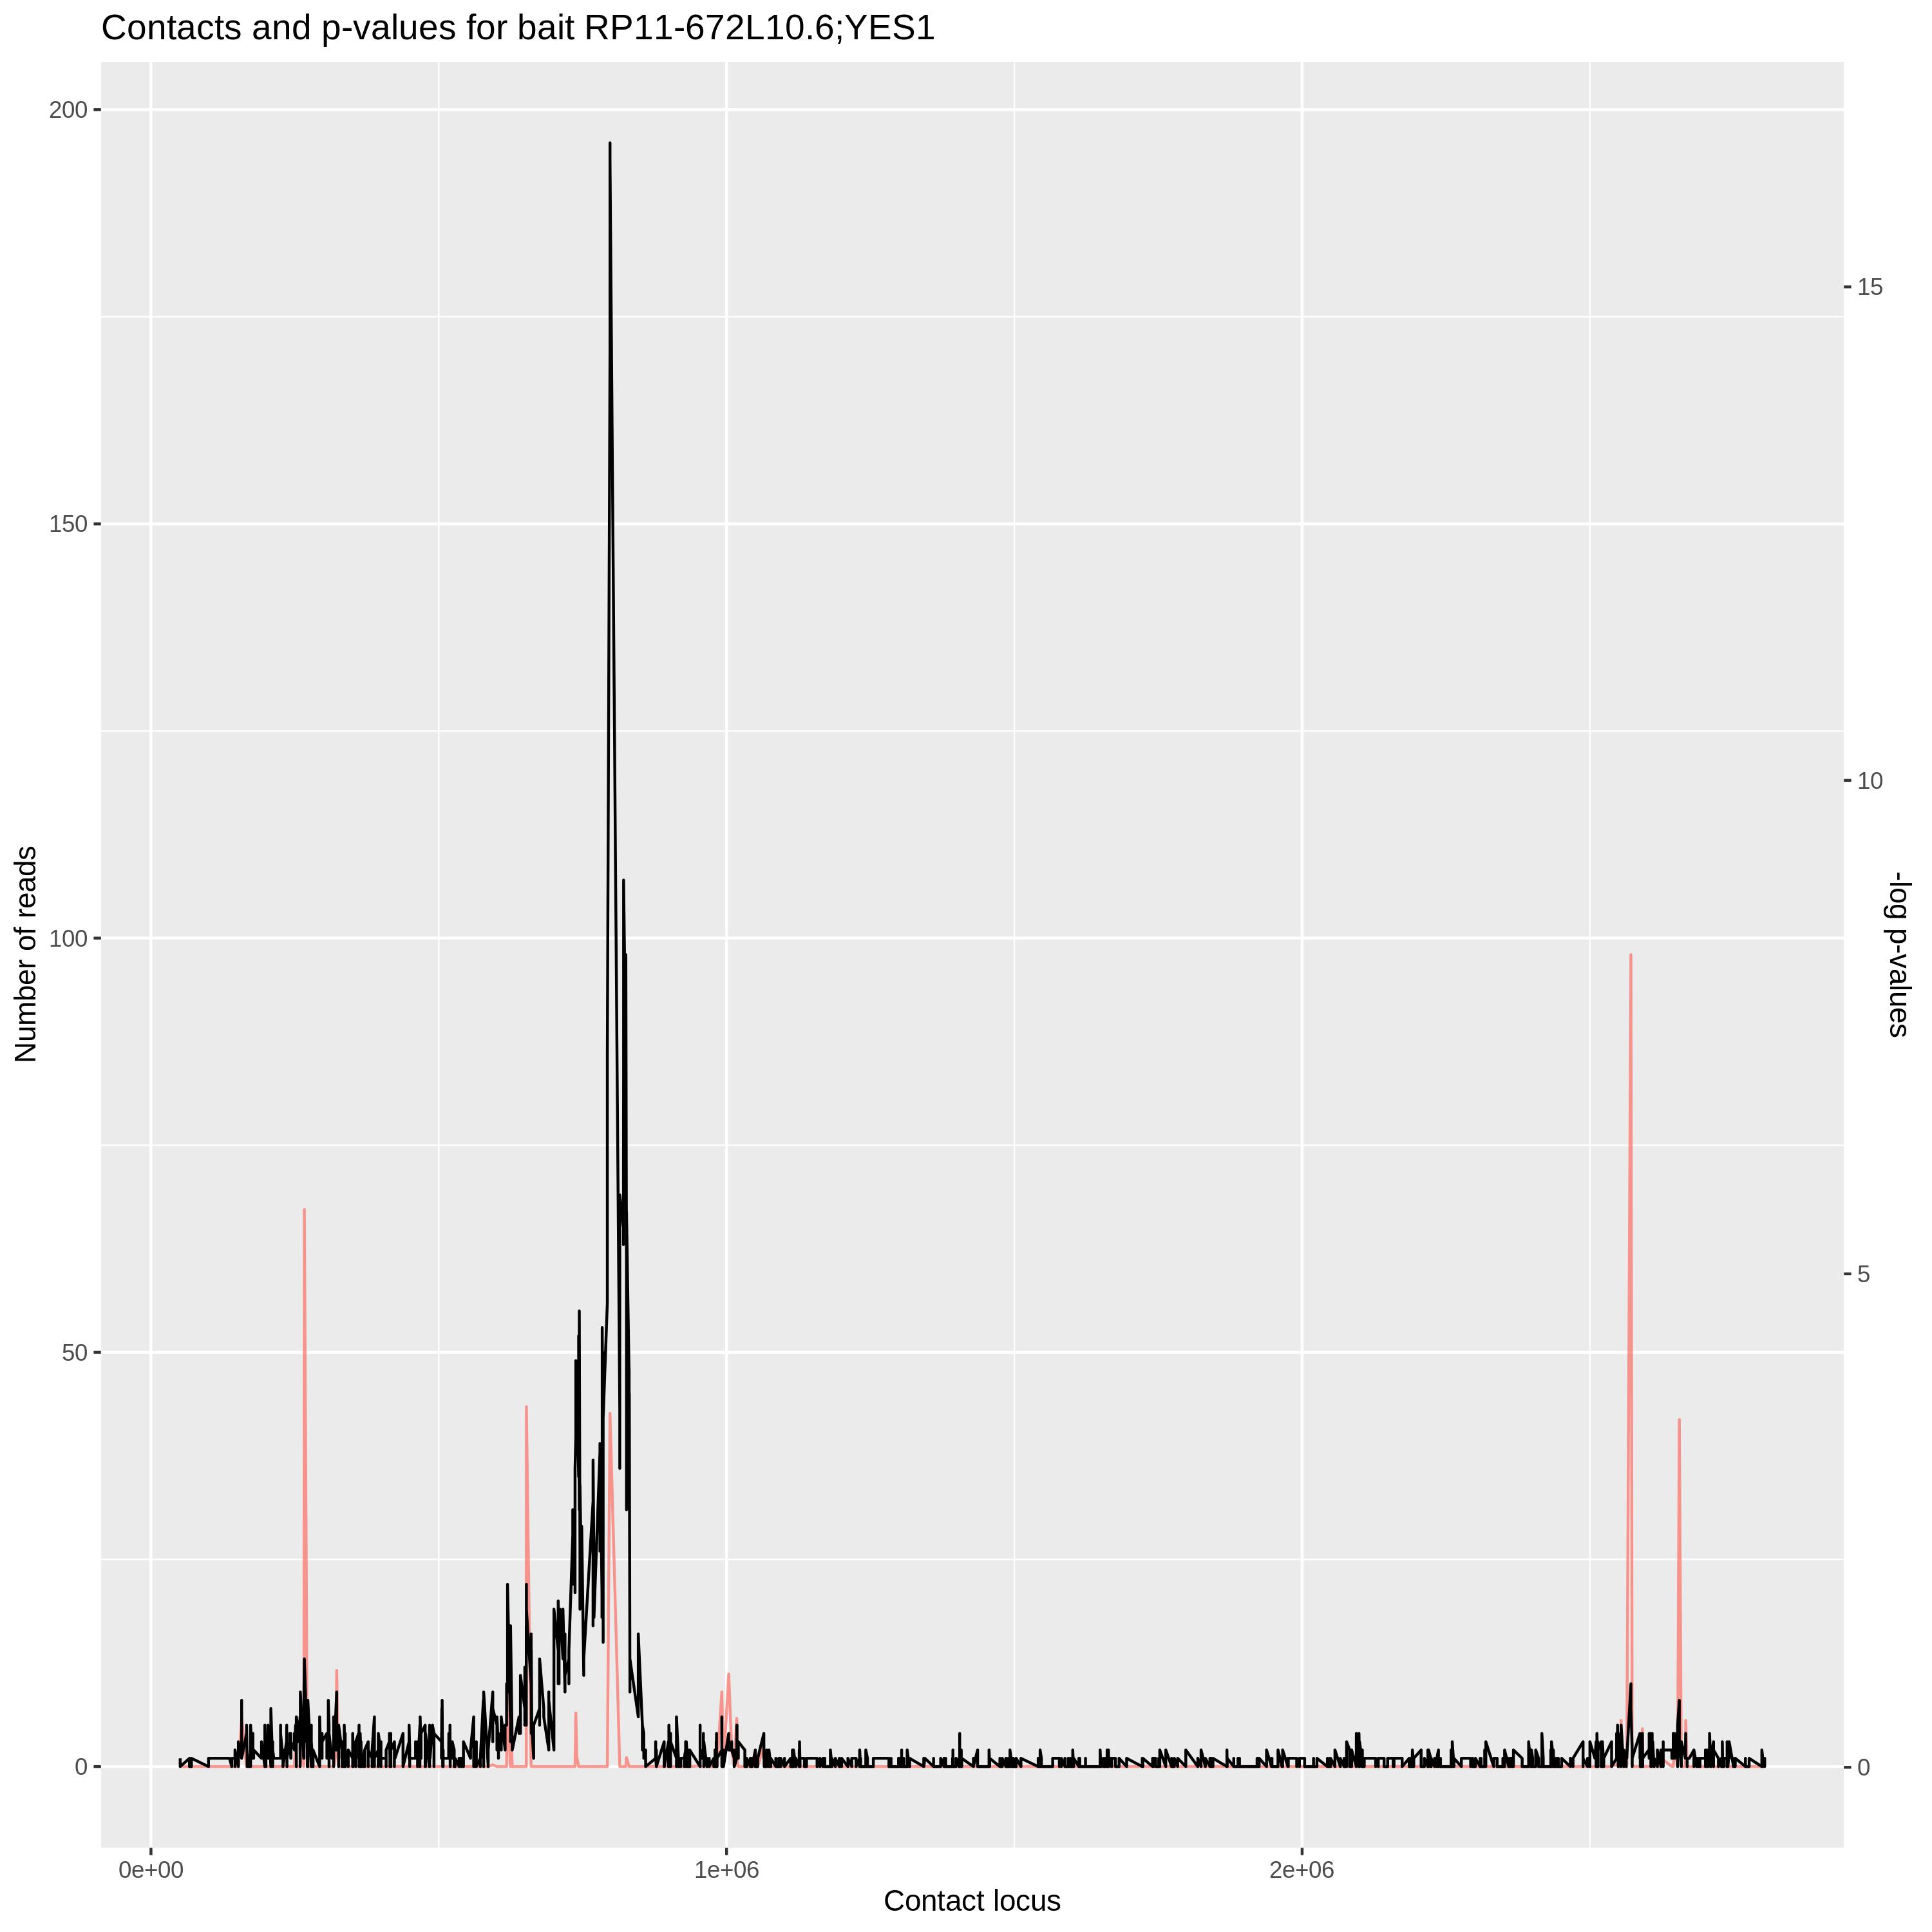 Contacts and p-values for bait RP11-672L10.6;YES1
200
150
100
50
0
Number of reads
15
10
5
0
-log p-values
0e+00
1e+06
2e+06
Contact locus